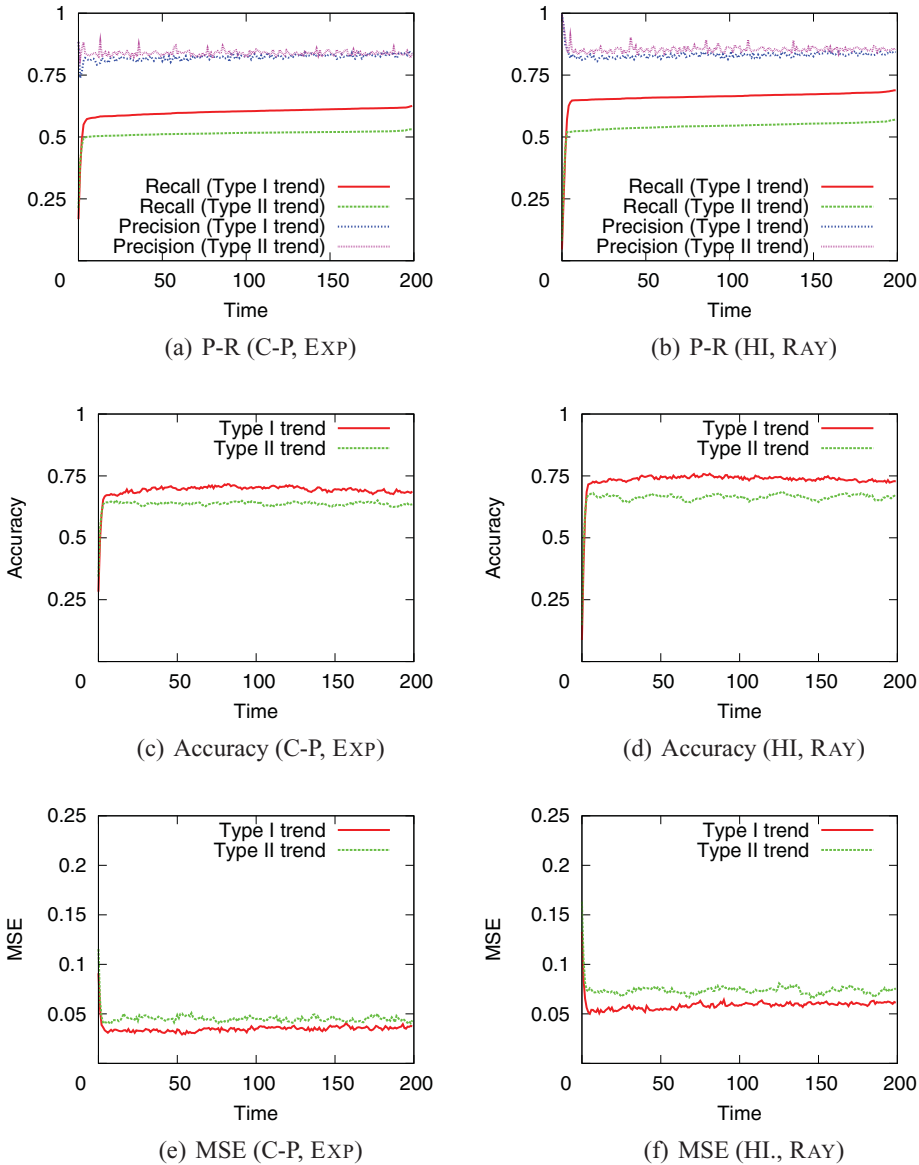 1
0.75
0.5
0.25
Recall (Type I trend)
Recall (Type II trend)
Precision (Type I trend)
Precision (Type II trend)
0 50 100 150 200
Time
(a) P-R (C-P, EXP)
1
0.75
0.5
0.25
Recall (Type I trend)
Recall (Type II trend)
Precision (Type I trend)
Precision (Type II trend)
0 50 100 150 200
Time
(b) P-R (HI, RAY)
1
0.75
0.5
0.25
Accuracy
Type I trend
Type II trend
0 50 100 150 200
Time
(c) Accuracy (C-P, EXP)
1
0.75
0.5
0.25
Accuracy
Type I trend
Type II trend
0 50 100 150 200
Time
(d) Accuracy (HI, RAY)
0.25
0.2
0.15
0.1
0.05
MSE
Type I trend
Type II trend
0 50 100 150 200
Time
(e) MSE (C-P, EXP)
0.25
0.2
0.15
0.1
0.05
MSE
Type I trend
Type II trend
0 50 100 150 200
Time
(f) MSE (HI., RAY)